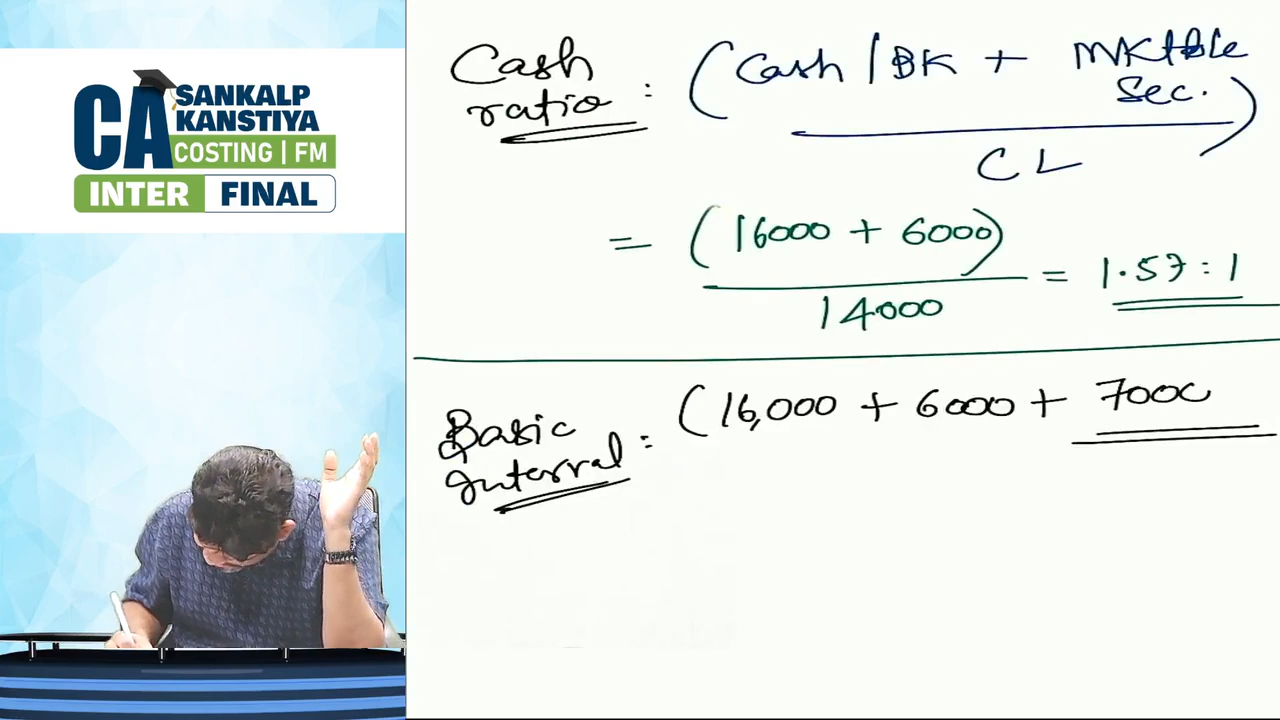 CA SANKALP
KANSTIYA
COSTING | FM
INTER FINAL
Cash
ratio : (Cash / BK + MKtble
Sec.)
CL
= (16000 + 6000)
14000
= 1.57 : 1
Basic
Interval : (16,000 + 6000 + 7000